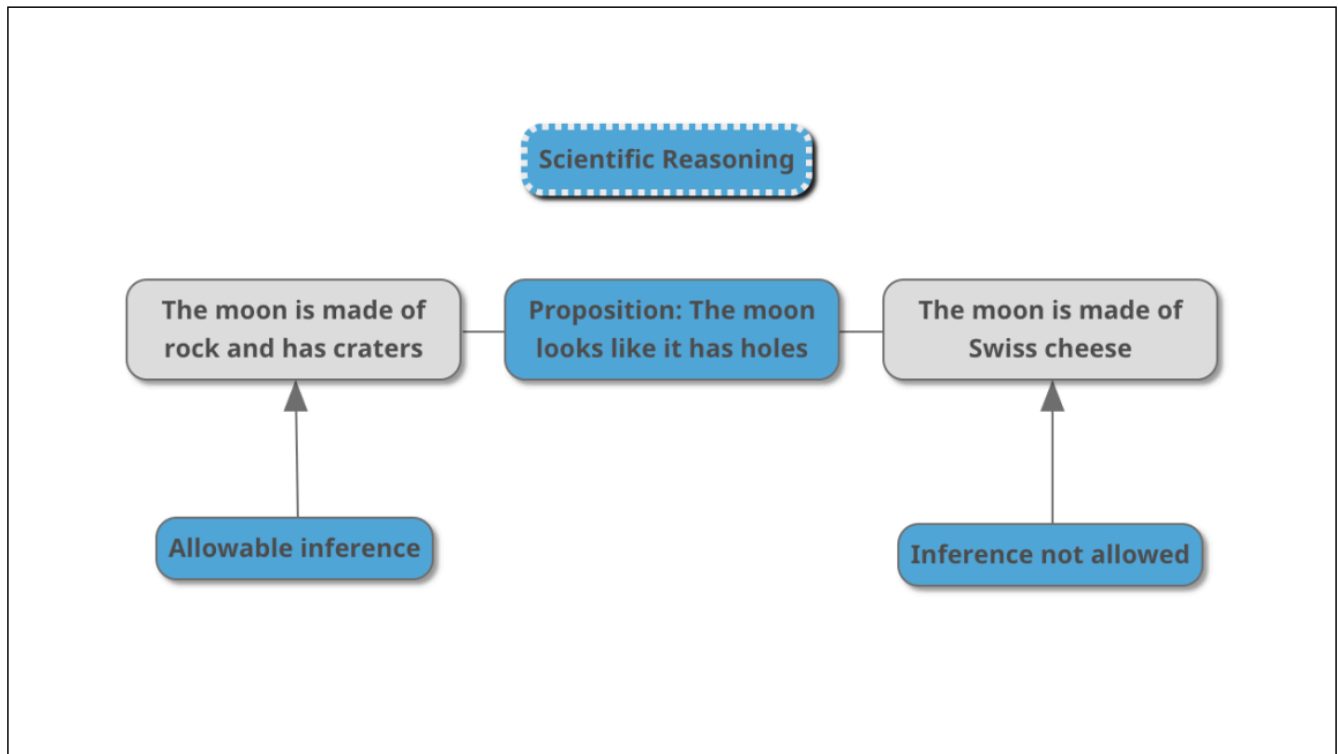 Scientific Reasoning
The moon is made of
rock and has craters
Proposition: The moon
looks like it has holes
The moon is made of
Swiss cheese
Allowable inference
Inference not allowed